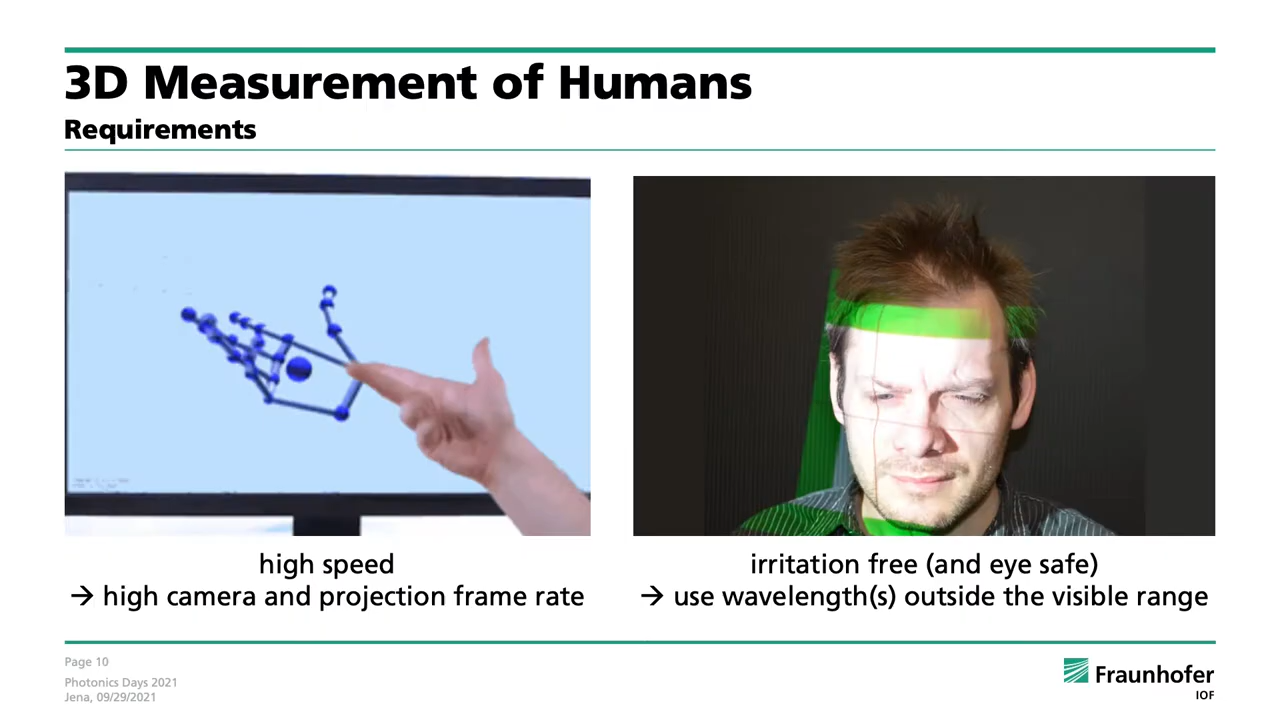 3D Measurement of Humans
Requirements
high speed
→ high camera and projection frame rate
irritation free (and eye safe)
→ use wavelength(s) outside the visible range
Page 10
Photonics Days 2021
Jena, 09/29/2021
Fraunhofer
IOF